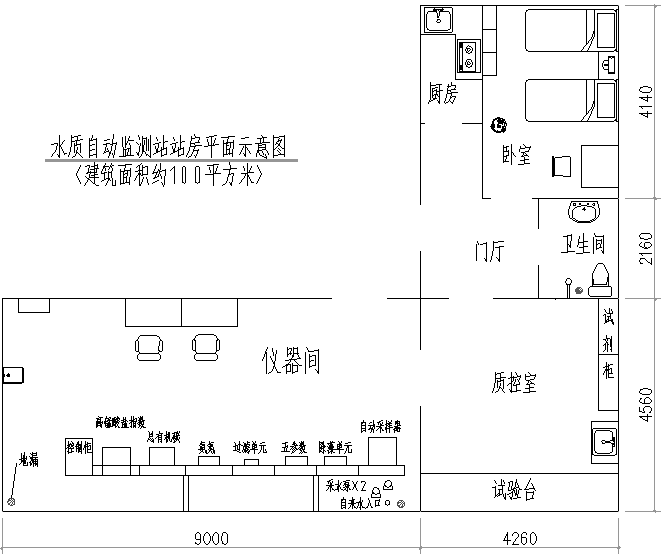 4140
厨房
水质自动监测站站房平面示意图
卧室
〈建筑面积约100平方米〉
2160
卫生间
门厅
试剂柜
仪器间
质控室
4560
高锰酸盐指数
自动采样器
总有机碳
控制柜
氨氮
过滤单元
五参数
除藻单元
地漏
采水泵X2
试验台
自来水入口
9000
4260